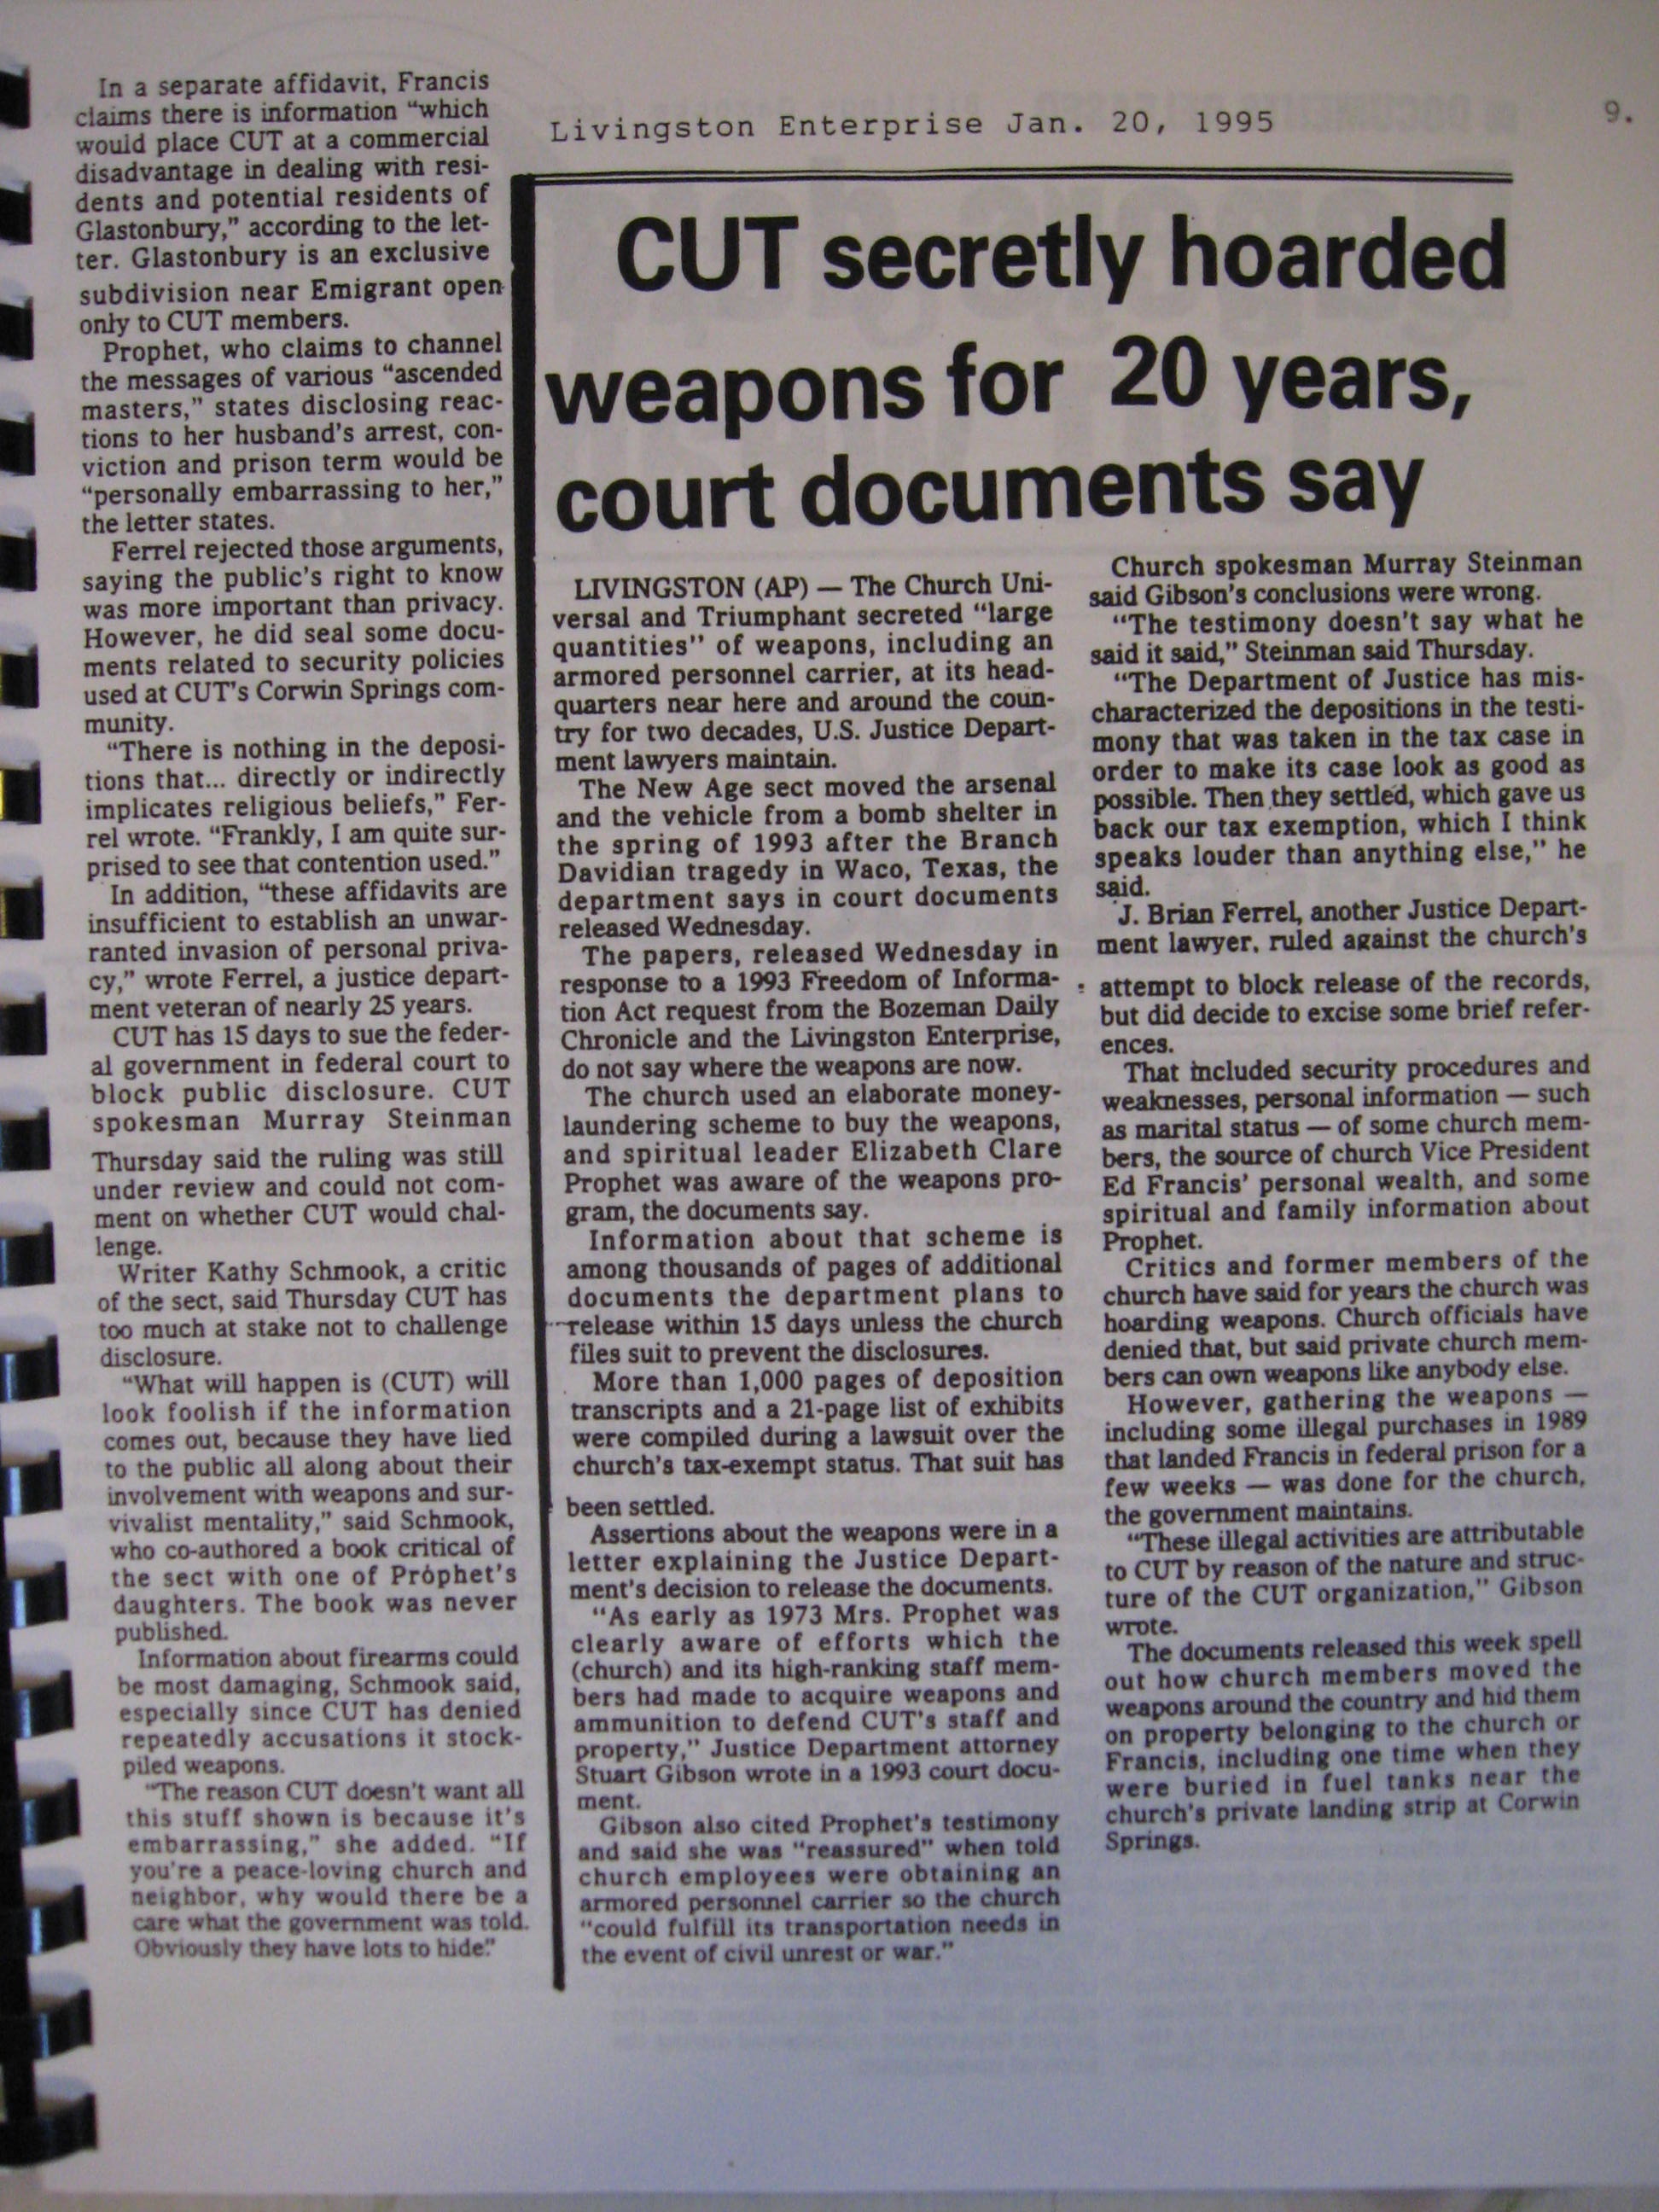 In a separate affidavit, Francis
claims there is information “which
would place CUT at a commercial
disadvantage in dealing with resi-
dents and potential residents of
Glastonbury,” according to the let-
ter. Glastonbury is an exclusive
subdivision near Emigrant open
only to CUT members.
Prophet, who claims to channel
the messages of various “ascended
masters,” states disclosing reac-
tions to her husband's arrest, con-
viction and prison term would be
“personally embarrassing to her,”
the letter states.
Ferrel rejected those arguments,
saying the public's right to know
was more important than privacy.
However, he did seal some docu-
ments related to security policies
used at CUT's Corwin Springs com-
munity.
“There is nothing in the deposi-
tions that... directly or indirectly
implicates religious beliefs,” Fer-
rel wrote. “Frankly, I am quite sur-
prised to see that contention used.”
In addition, “these affidavits are
insufficient to establish an unwar-
ranted invasion of personal priva-
cy,” wrote Ferrel, a justice depart-
ment veteran of nearly 25 years.
CUT has 15 days to sue the feder-
al government in federal court to
block public disclosure. CUT
spokesman Murray Steinman
Thursday said the ruling was still
under review and could not com-
ment on whether CUT would chal-
lenge.
Writer Kathy Schmook, a critic
of the sect, said Thursday CUT has
too much at stake not to challenge
disclosure.
“What will happen is (CUT) will
look foolish if the information
comes out, because they have lied
to the public all along about their
involvement with weapons and sur-
vivalist mentality,” said Schmook,
who co-authored a book critical of
the sect with one of Prophet's
daughters. The book was never
published.
Information about firearms could
be most damaging, Schmook said,
especially since CUT has denied
repeatedly accusations it stock-
piled weapons.
“The reason CUT doesn't want all
this stuff shown is because it's
embarrassing,” she added. “If
you're a peace-loving church and
neighbor, why would there be a
care what the government was told.
Obviously they have lots to hide.”
Livingston Enterprise Jan. 20, 1995
9.
CUT secretly hoarded
weapons for 20 years,
court documents say
LIVINGSTON (AP) — The Church Uni-
versal and Triumphant secreted “large
quantities” of weapons, including an
armored personnel carrier, at its head-
quarters near here and around the coun-
try for two decades, U.S. Justice Depart-
ment lawyers maintain.
The New Age sect moved the arsenal
and the vehicle from a bomb shelter in
the spring of 1993 after the Branch
Davidian tragedy in Waco, Texas, the
department says in court documents
released Wednesday.
The papers, released Wednesday in
response to a 1993 Freedom of Informa-
tion Act request from the Bozeman Daily
Chronicle and the Livingston Enterprise,
do not say where the weapons are now.
The church used an elaborate money-
laundering scheme to buy the weapons,
and spiritual leader Elizabeth Clare
Prophet was aware of the weapons pro-
gram, the documents say.
Information about that scheme is
among thousands of pages of additional
documents the department plans to
release within 15 days unless the church
files suit to prevent the disclosures.
More than 1,000 pages of deposition
transcripts and a 21-page list of exhibits
were compiled during a lawsuit over the
church's tax-exempt status. That suit has
been settled.
Assertions about the weapons were in a
letter explaining the Justice Depart-
ment's decision to release the documents.
“As early as 1973 Mrs. Prophet was
clearly aware of efforts which the
(church) and its high-ranking staff mem-
bers had made to acquire weapons and
ammunition to defend CUT's staff and
property,” Justice Department attorney
Stuart Gibson wrote in a 1993 court docu-
ment.
Gibson also cited Prophet's testimony
and said she was “reassured” when told
church employees were obtaining an
armored personnel carrier so the church
“could fulfill its transportation needs in
the event of civil unrest or war.”
Church spokesman Murray Steinman
said Gibson's conclusions were wrong.
“The testimony doesn't say what he
said it said,” Steinman said Thursday.
“The Department of Justice has mis-
characterized the depositions in the testi-
mony that was taken in the tax case in
order to make its case look as good as
possible. Then they settled, which gave us
back our tax exemption, which I think
speaks louder than anything else,” he
said.
J. Brian Ferrel, another Justice Depart-
ment lawyer, ruled against the church's
attempt to block release of the records,
but did decide to excise some brief refer-
ences.
That included security procedures and
weaknesses, personal information — such
as marital status — of some church mem-
bers, the source of church Vice President
Ed Francis' personal wealth, and some
spiritual and family information about
Prophet.
Critics and former members of the
church have said for years the church was
hoarding weapons. Church officials have
denied that, but said private church mem-
bers can own weapons like anybody else.
However, gathering the weapons —
including some illegal purchases in 1989
that landed Francis in federal prison for a
few weeks — was done for the church,
the government maintains.
“These illegal activities are attributable
to CUT by reason of the nature and struc-
ture of the CUT organization,” Gibson
wrote.
The documents released this week spell
out how church members moved the
weapons around the country and hid them
on property belonging to the church or
Francis, including one time when they
were buried in fuel tanks near the
church's private landing strip at Corwin
Springs.